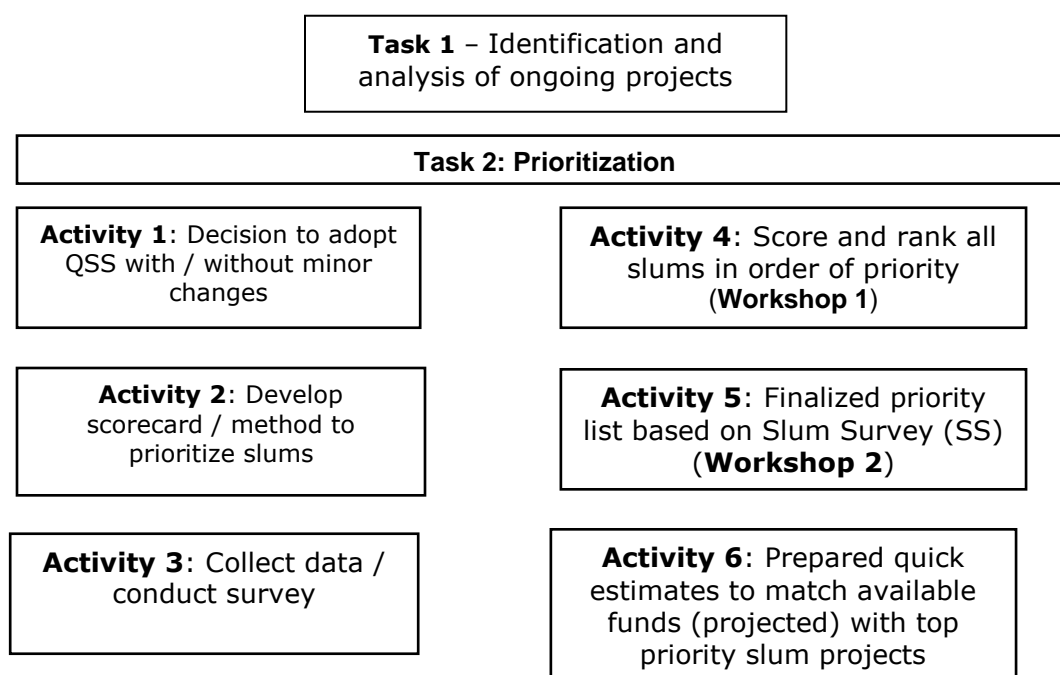 Task 1 – Identification and
analysis of ongoing projects
Task 2: Prioritization
Activity 1: Decision to adopt
QSS with / without minor
changes
Activity 2: Develop
scorecard / method to
prioritize slums
Activity 3: Collect data /
conduct survey
Activity 4: Score and rank all
slums in order of priority
(Workshop 1)
Activity 5: Finalized priority
list based on Slum Survey (SS)
(Workshop 2)
Activity 6: Prepared quick
estimates to match available
funds (projected) with top
priority slum projects